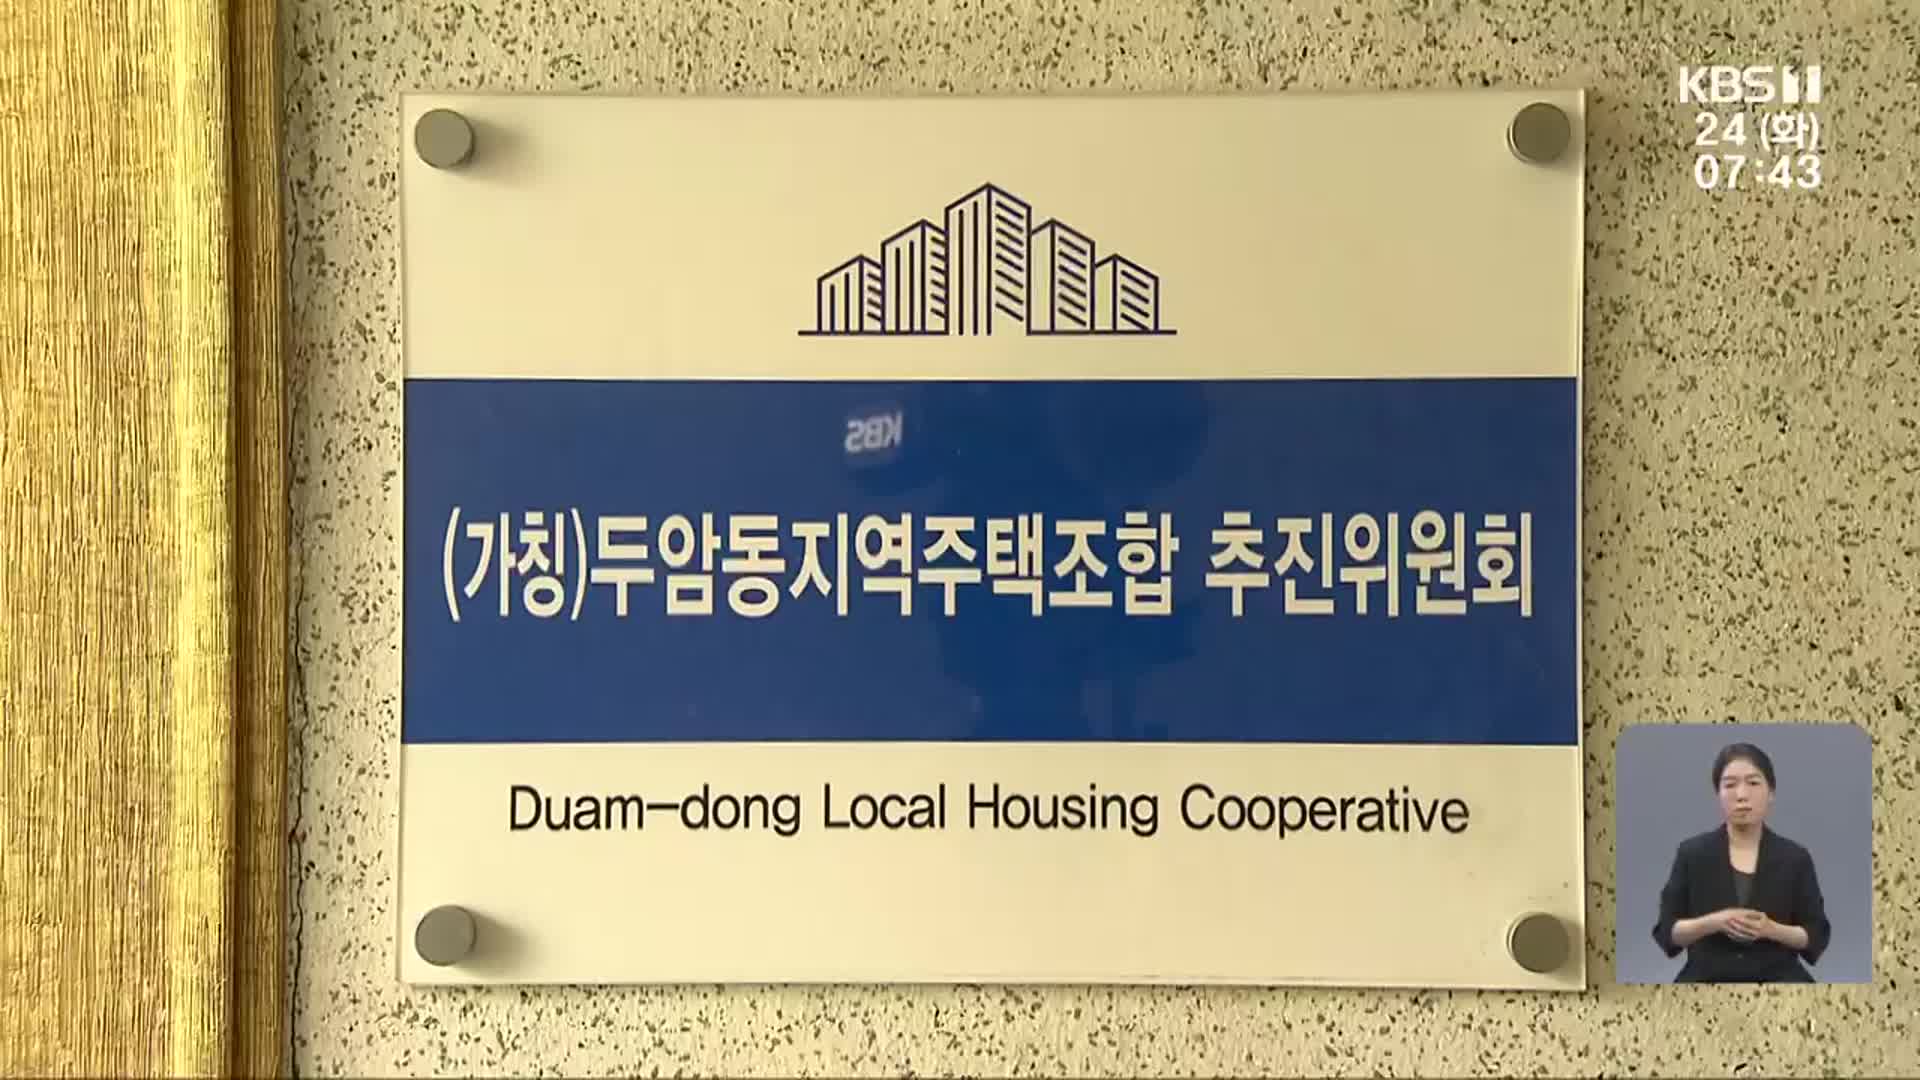 KBS 1
24 (화)
07:43
KBS
(가칭)두암동지역주택조합 추진위원회
Duam-dong Local Housing Cooperative